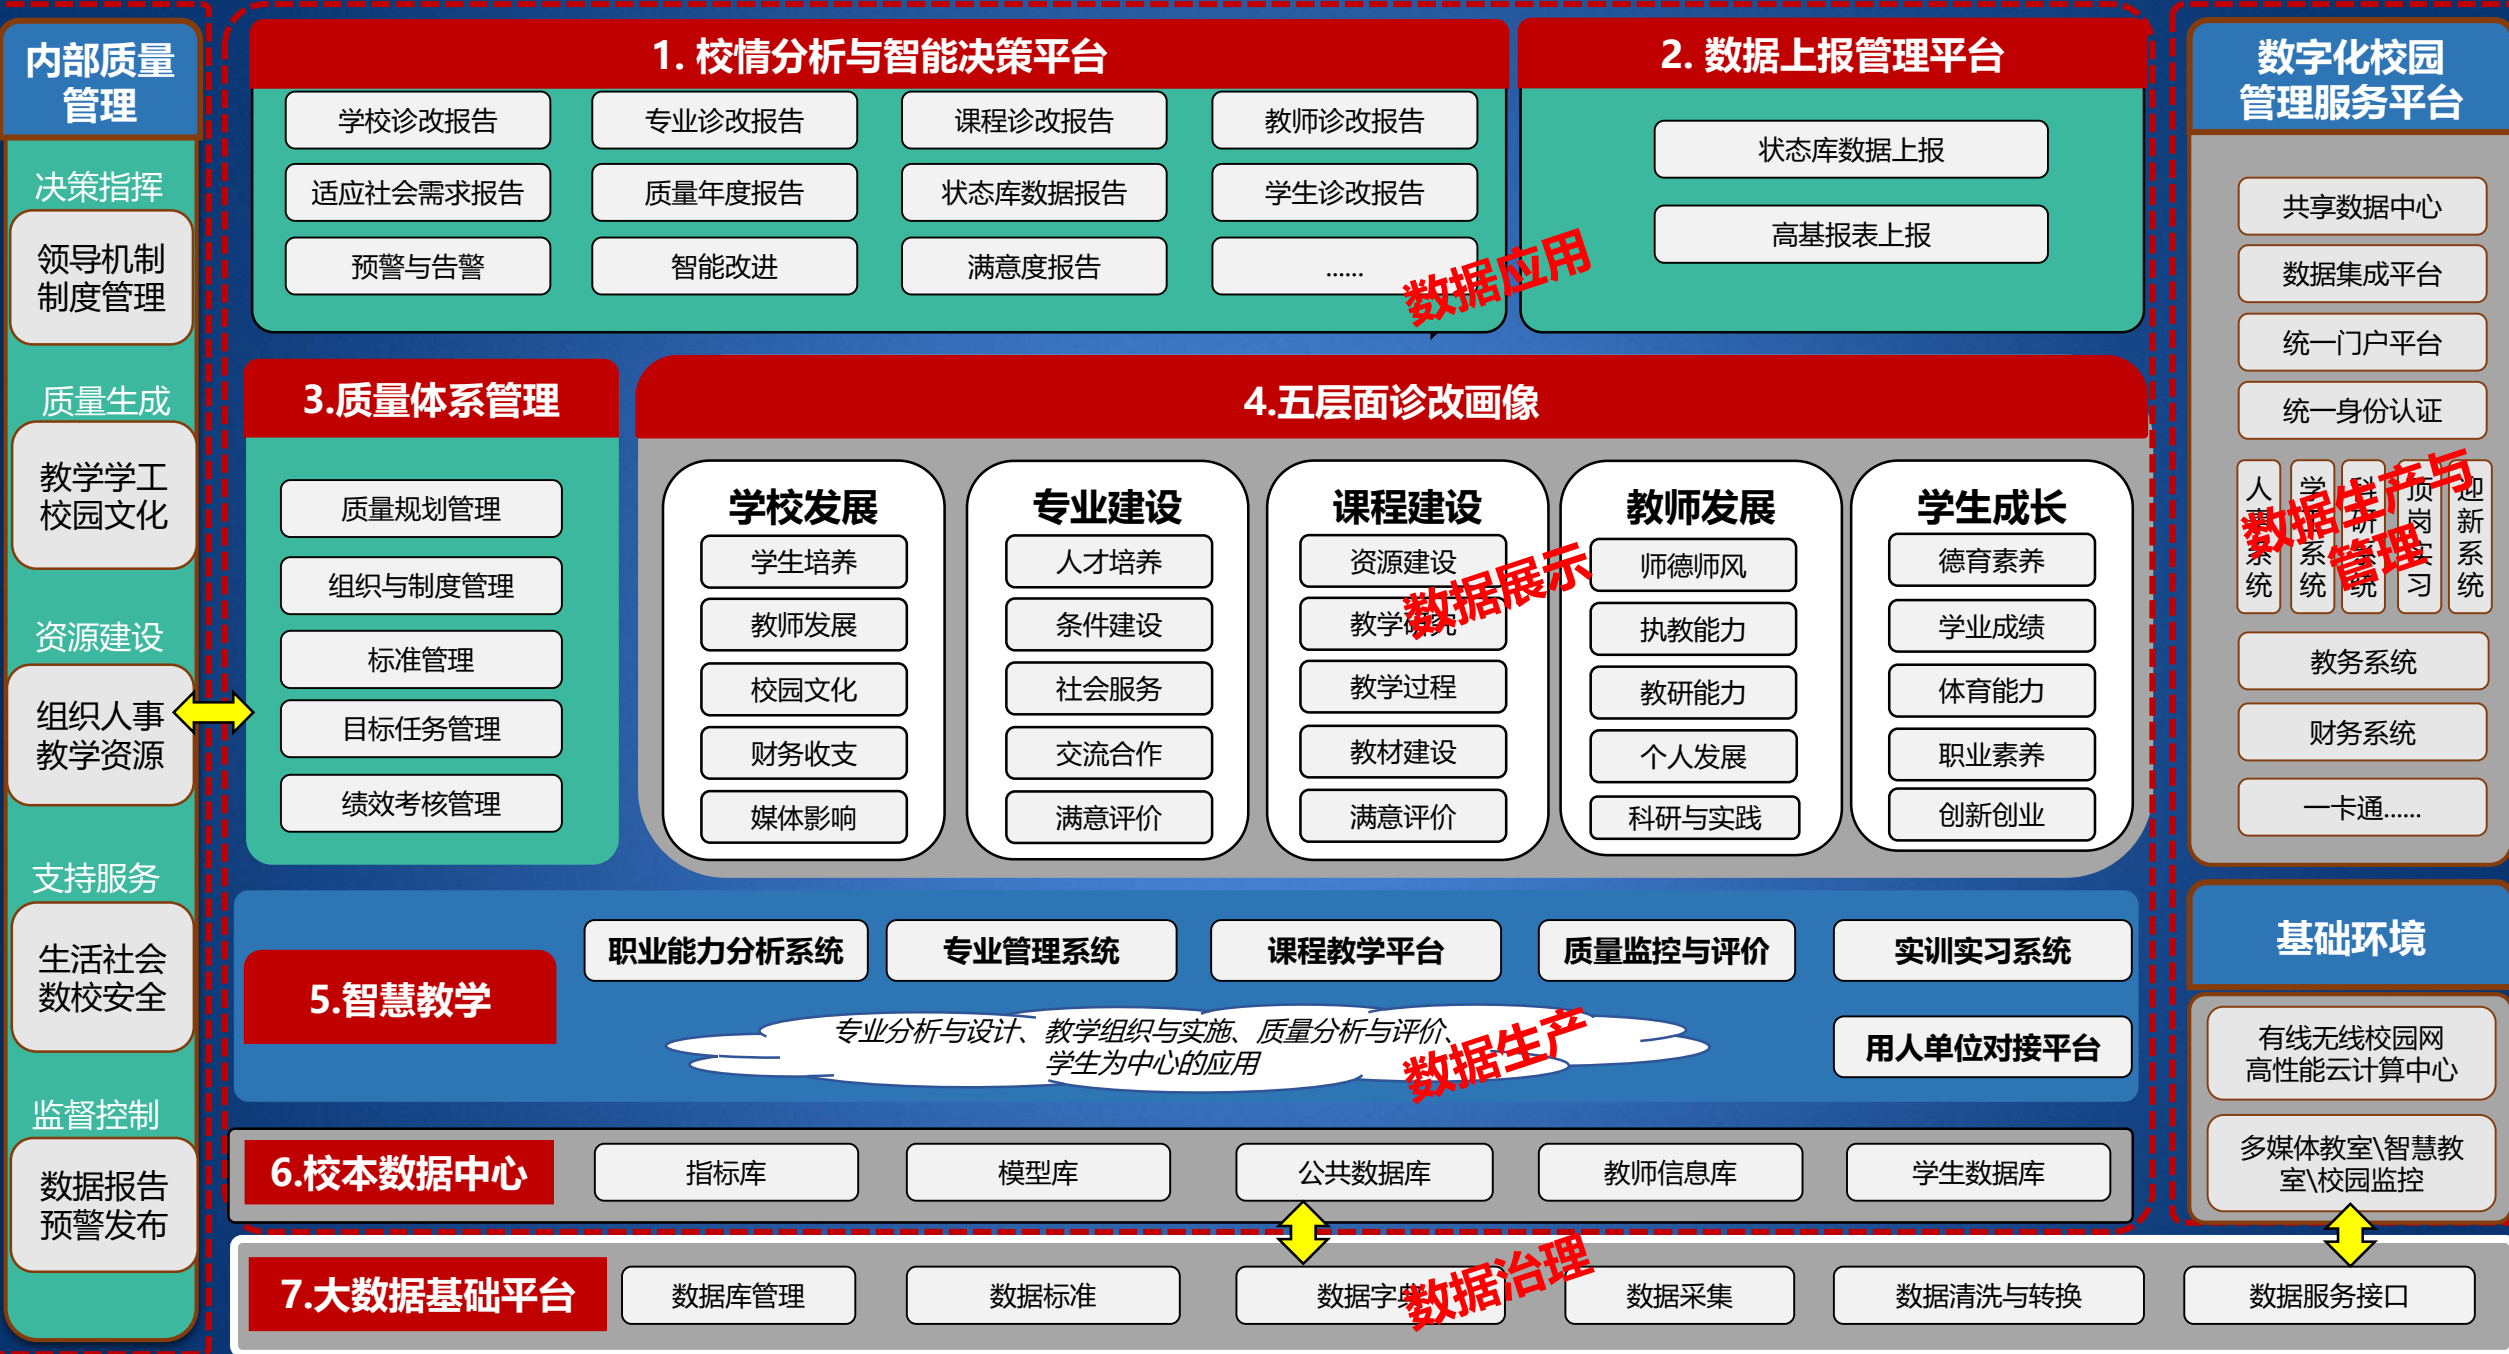 内部质量
管理
决策指挥
领导机制
制度管理
质量生成
教学学工
校园文化
资源建设
组织人事
教学资源
支持服务
生活社会
数校安全
监督控制
数据报告
预警发布
1. 校情分析与智能决策平台
学校诊改报告
专业诊改报告
课程诊改报告
教师诊改报告
适应社会需求报告
质量年度报告
状态库数据报告
学生诊改报告
预警与告警
智能改进
满意度报告
......
2. 数据上报管理平台
状态库数据上报
高基报表上报
数据应用
3.质量体系管理
质量规划管理
组织与制度管理
标准管理
目标任务管理
绩效考核管理
4.五层面诊改画像
学校发展
学生培养
教师发展
校园文化
财务收支
媒体影响
专业建设
人才培养
条件建设
社会服务
交流合作
满意评价
课程建设
资源建设
教学研究
教学过程
教材建设
满意评价
教师发展
师德师风
执教能力
教研能力
个人发展
科研与实践
学生成长
德育素养
学业成绩
体育能力
职业素养
创新创业
数据展示
5.智慧教学
职业能力分析系统
专业管理系统
课程教学平台
质量监控与评价
实训实习系统
专业分析与设计、教学组织与实施、质量分析与评价、
学生为中心的应用
用人单位对接平台
数据生产
6.校本数据中心
指标库
模型库
公共数据库
教师信息库
学生数据库
7.大数据基础平台
数据库管理
数据标准
数据字典
数据采集
数据清洗与转换
数据服务接口
数据治理
数字化校园
管理服务平台
共享数据中心
数据集成平台
统一门户平台
统一身份认证
人事系统
学工系统
科研系统
顶岗实习
迎新系统
数据生产与
管理
教务系统
财务系统
一卡通......
基础环境
有线无线校园网
高性能云计算中心
多媒体教室\智慧教
室\校园监控